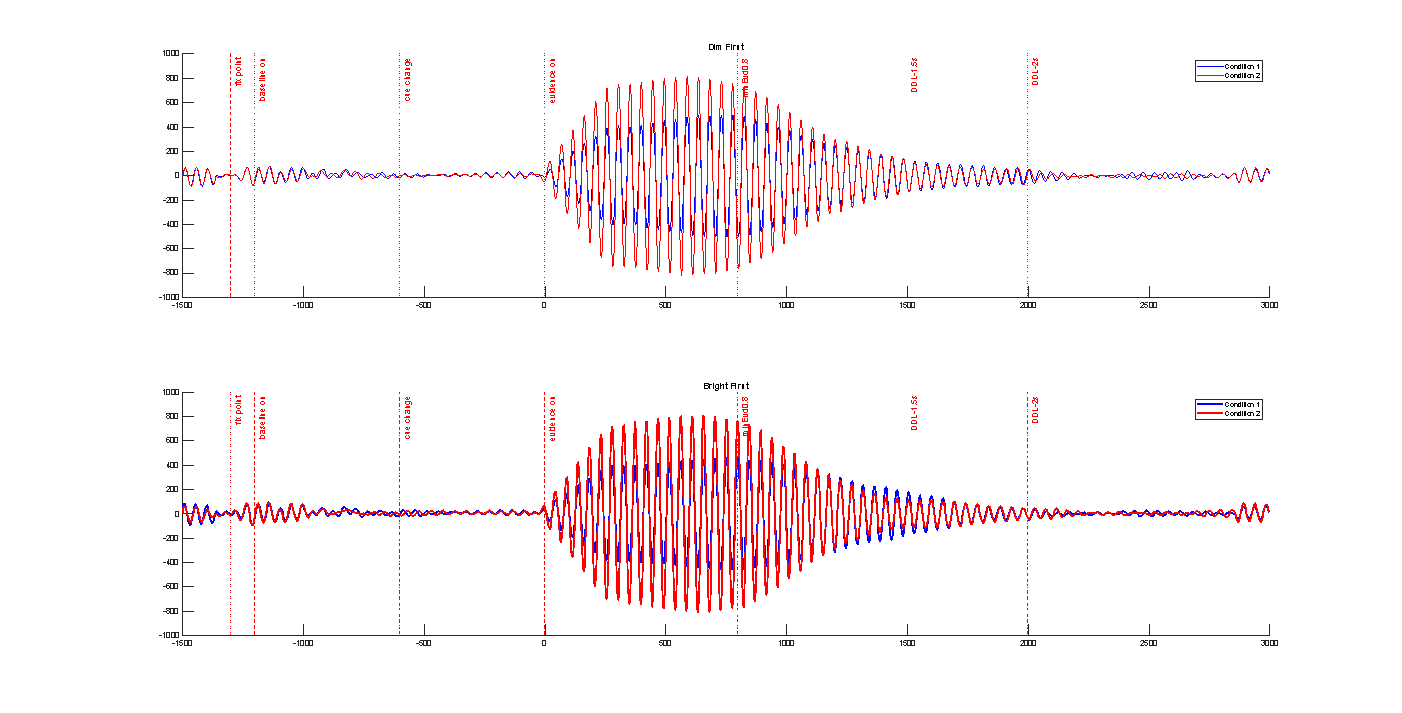 Dim First
1000
800
600
400
200
0
-200
-400
-600
-800
-1000
fix point
baseline on
cue change
evidence on
DDL-1.5s
DDL-2s
Condition 1
Condition 2
-1500
-1000
-500
0
500
1000
1500
2000
2500
3000
Bright First
1000
800
600
400
200
0
-200
-400
-600
-800
-1000
fix point
baseline on
cue change
evidence on
DDL-1.5s
DDL-2s
Condition 1
Condition 2
-1500
-1000
-500
0
500
1000
1500
2000
2500
3000